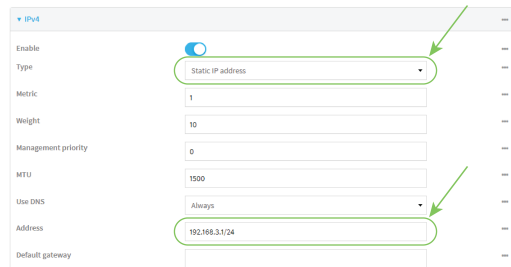 IPv4
Enable
Type Static IP address
Metric 1
Weight 10
Management priority 0
MTU 1500
Use DNS Always
Address 192.168.3.1/24
Default gateway